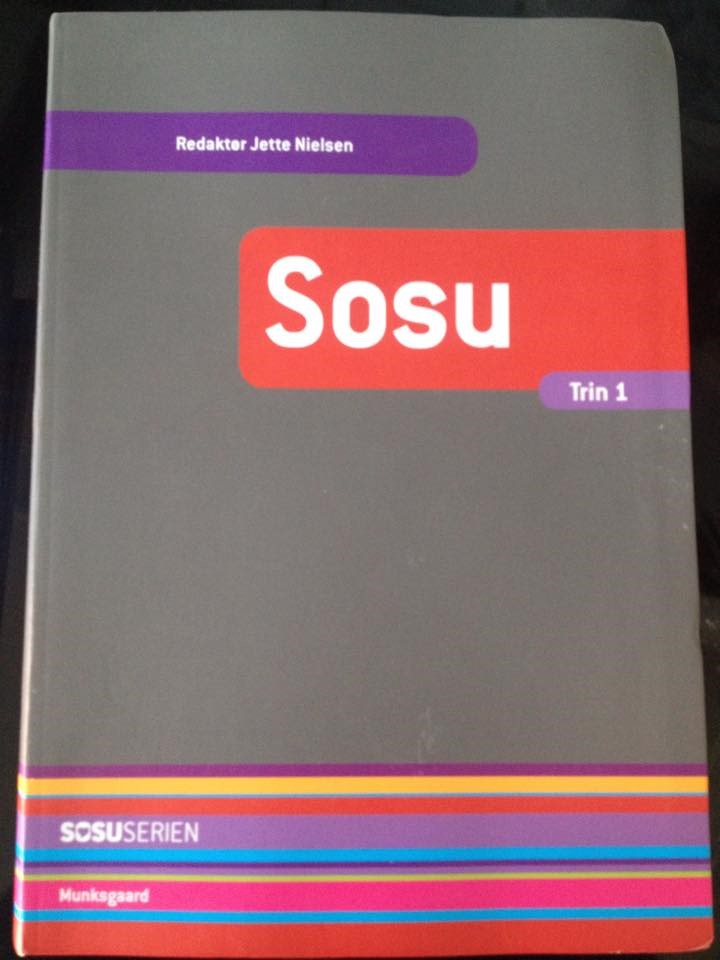 Redaktør Jette Nielsen
Sosu
Trin 1
SOSUSERIEN
Munksgaard